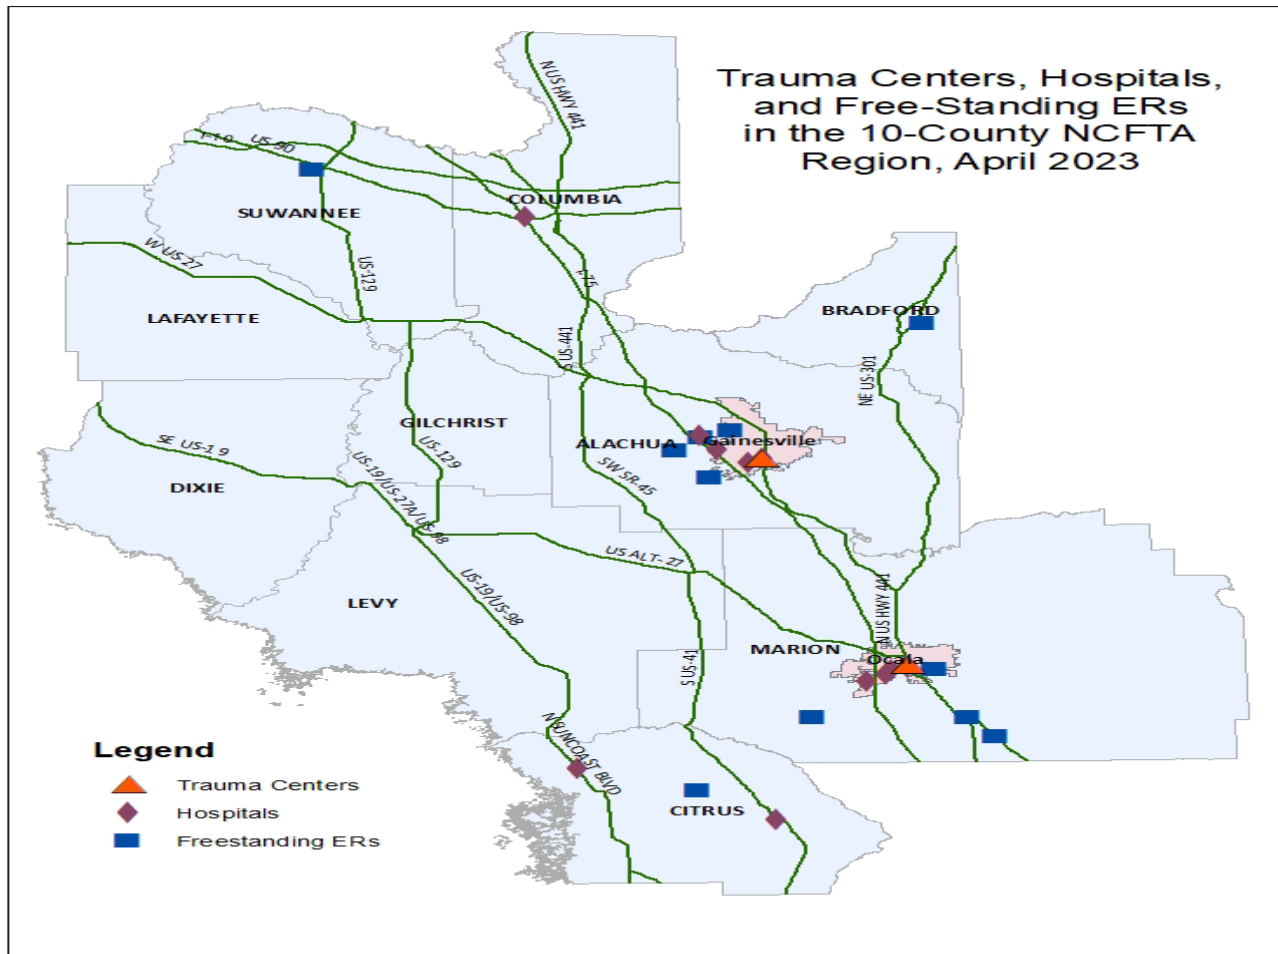 Trauma Centers, Hospitals,
and Free-Standing ERs
in the 10-County NCFTA
Region, April 2023
N US HWY 441
I-10
US-90
COLUMBIA
SUWANNEE
W US 27
US-129
I-75
LAFAYETTE
BRADFORD
S US-441
NE US-301
GILCHRIST
ALACHUA
Gainesville
SE US-19
US-129
US-19/US-27A/US-98
SW SR-45
DIXIE
US ALT-27
US-19/US-98
LEVY
N US HWY 441
MARION
Ocala
S US-41
N SUNCOAST BLVD
CITRUS
Legend
Trauma Centers
Hospitals
Freestanding ERs